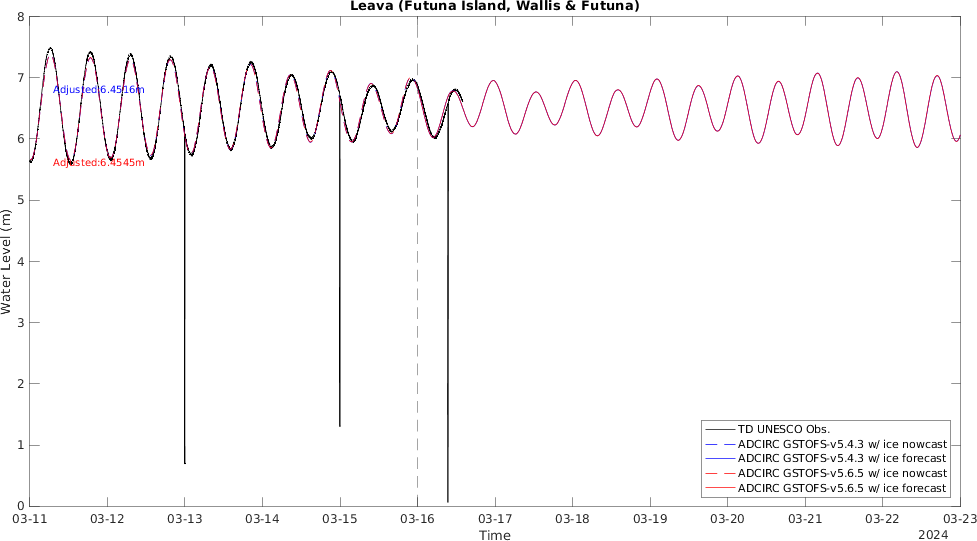 Leava (Futuna Island, Wallis & Futuna)
8
7
6
5
4
3
2
1
0
Water Level (m)
Adjusted:6.4516m
Adjusted:6.4545m
TD UNESCO Obs.
ADCIRC GSTOFS-v5.4.3 w/ ice nowcast
ADCIRC GSTOFS-v5.4.3 w/ ice forecast
ADCIRC GSTOFS-v5.6.5 w/ ice nowcast
ADCIRC GSTOFS-v5.6.5 w/ ice forecast
03-11 03-12 03-13 03-14 03-15 03-16 03-17 03-18 03-19 03-20 03-21 03-22 03-23
Time
2024